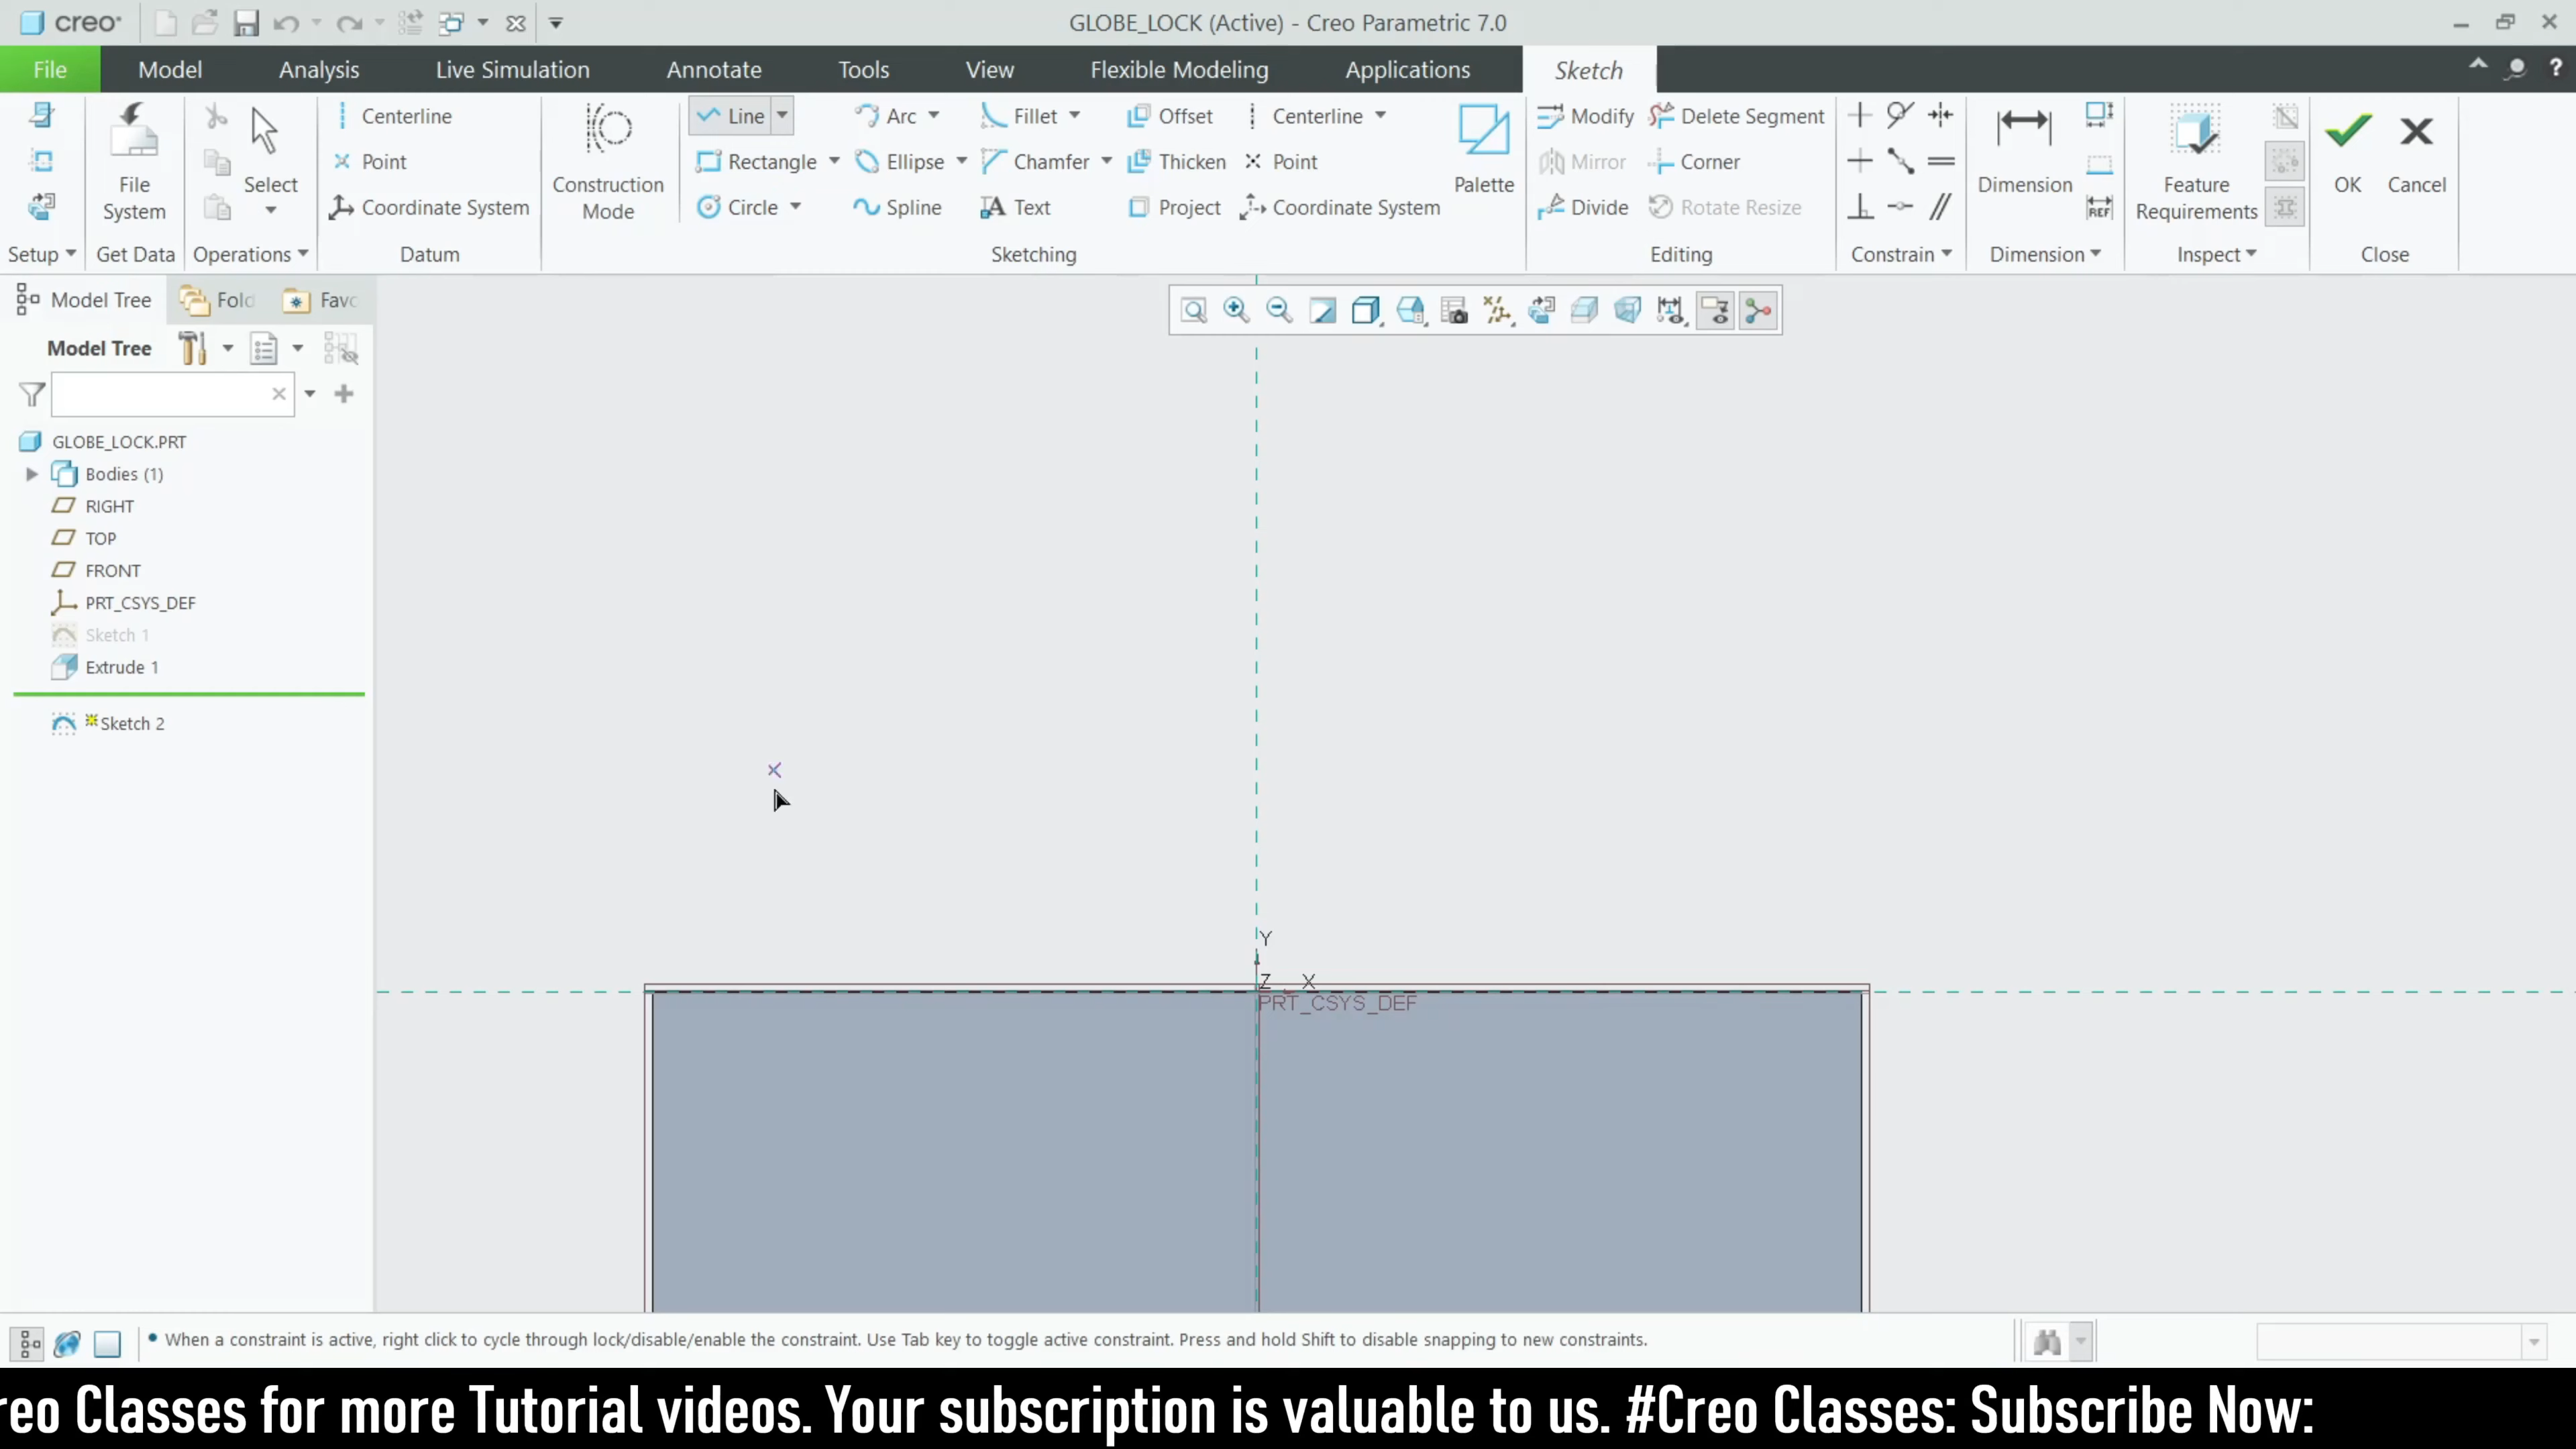 creo
GLOBE_LOCK (Active) - Creo Parametric 7.0
File Model Analysis Live Simulation Annotate Tools View Flexible Modeling Applications Sketch
Centerline Line Arc Fillet Offset Centerline Modify Delete Segment
Point Rectangle Ellipse Chamfer Thicken Point Mirror Corner
File System Select Construction Mode Palette Dimension Feature Requirements OK Cancel
Coordinate System Circle Spline Text Project Coordinate System Divide Rotate Resize
REF
Setup Get Data Operations Datum Sketching Editing Constrain Dimension Inspect Close
Model Tree Fold Favo
Model Tree
GLOBE_LOCK.PRT
Bodies (1)
RIGHT
TOP
FRONT
PRT_CSYS_DEF
Sketch 1
Extrude 1
Sketch 2
Y
Z X
PRT_CSYS_DEF
• When a constraint is active, right click to cycle through lock/disable/enable the constraint. Use Tab key to toggle active constraint. Press and hold Shift to disable snapping to new constraints.
reo Classes for more Tutorial videos. Your subscription is valuable to us. #Creo Classes: Subscribe Now: